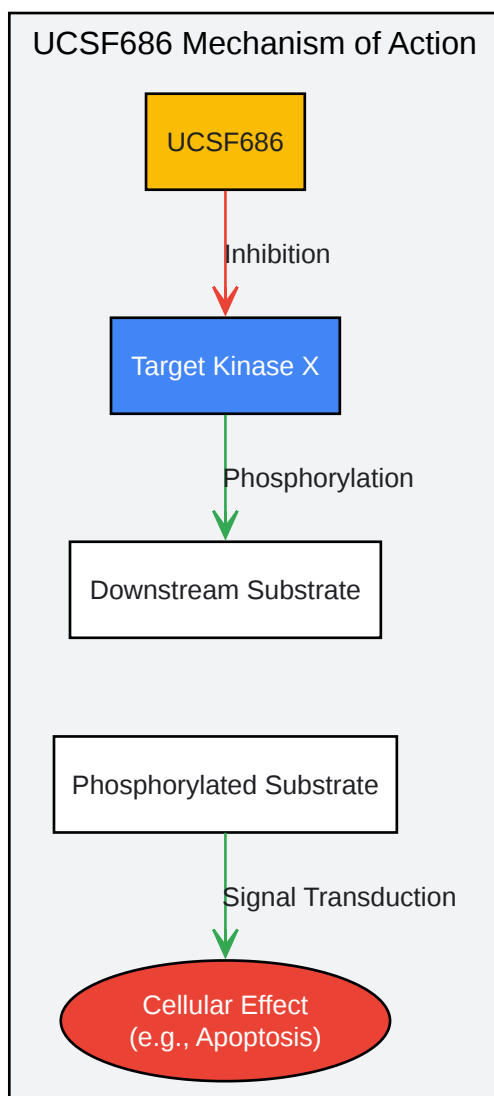 UCSF686 Mechanism of Action
UCSF686
Inhibition
Target Kinase X
Phosphorylation
Downstream Substrate
Phosphorylated Substrate
Signal Transduction
Cellular Effect
(e.g., Apoptosis)